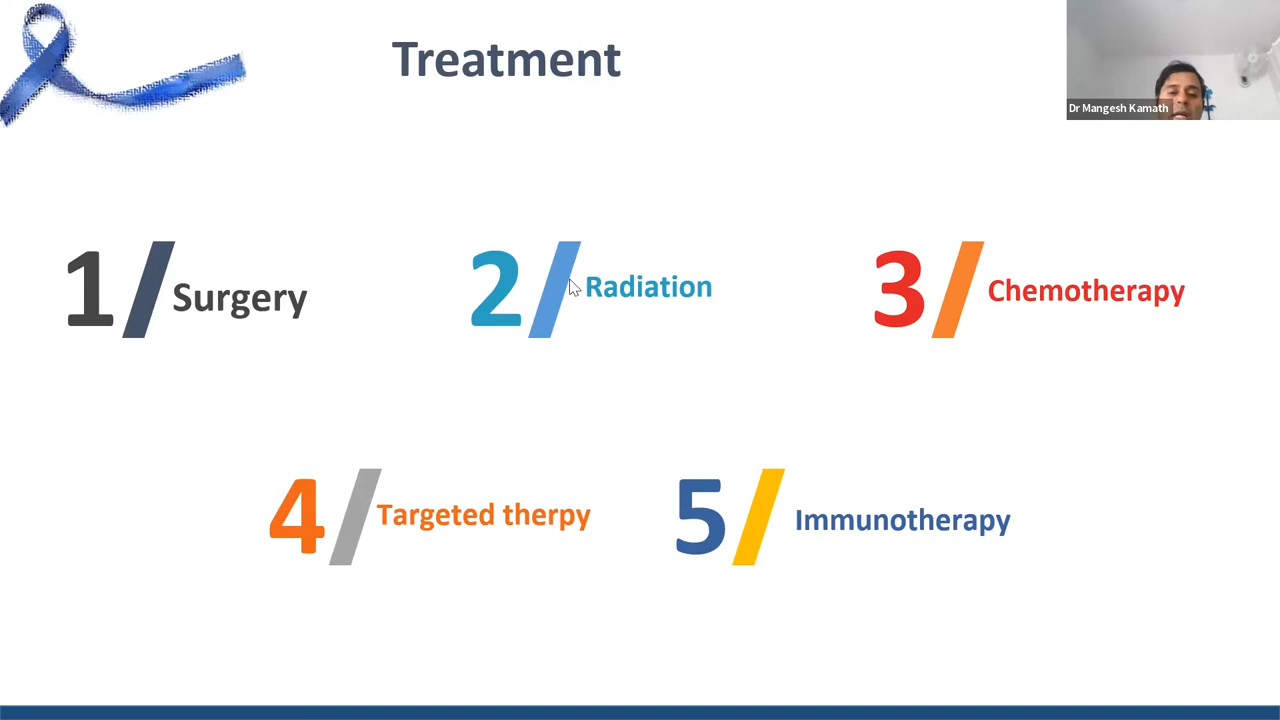 Treatment
Dr Mangesh Kamath
1 Surgery
2 Radiation
3 Chemotherapy
4 Targeted therpy
5 Immunotherapy